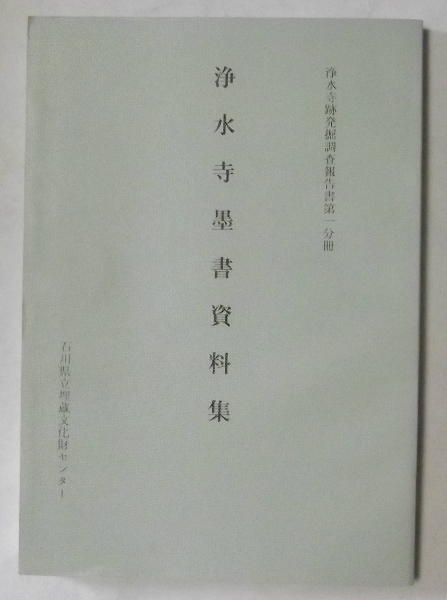 浄水寺跡発掘調査報告書第一分冊
浄水寺墨書資料集
石川県立埋蔵文化財センター